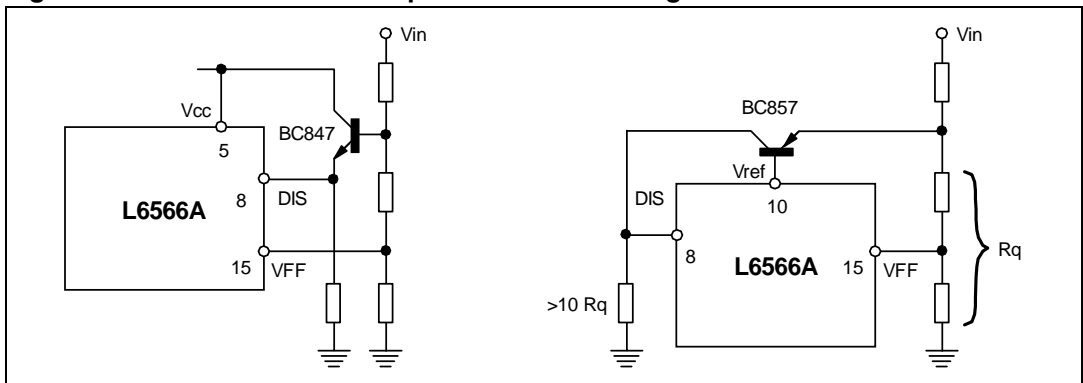 Vin
Vcc
BC847
5
8
DIS
L6566A
15
VFF
Vin
BC857
Vref
DIS
10
8
L6566A
15
VFF
Rq
>10 Rq